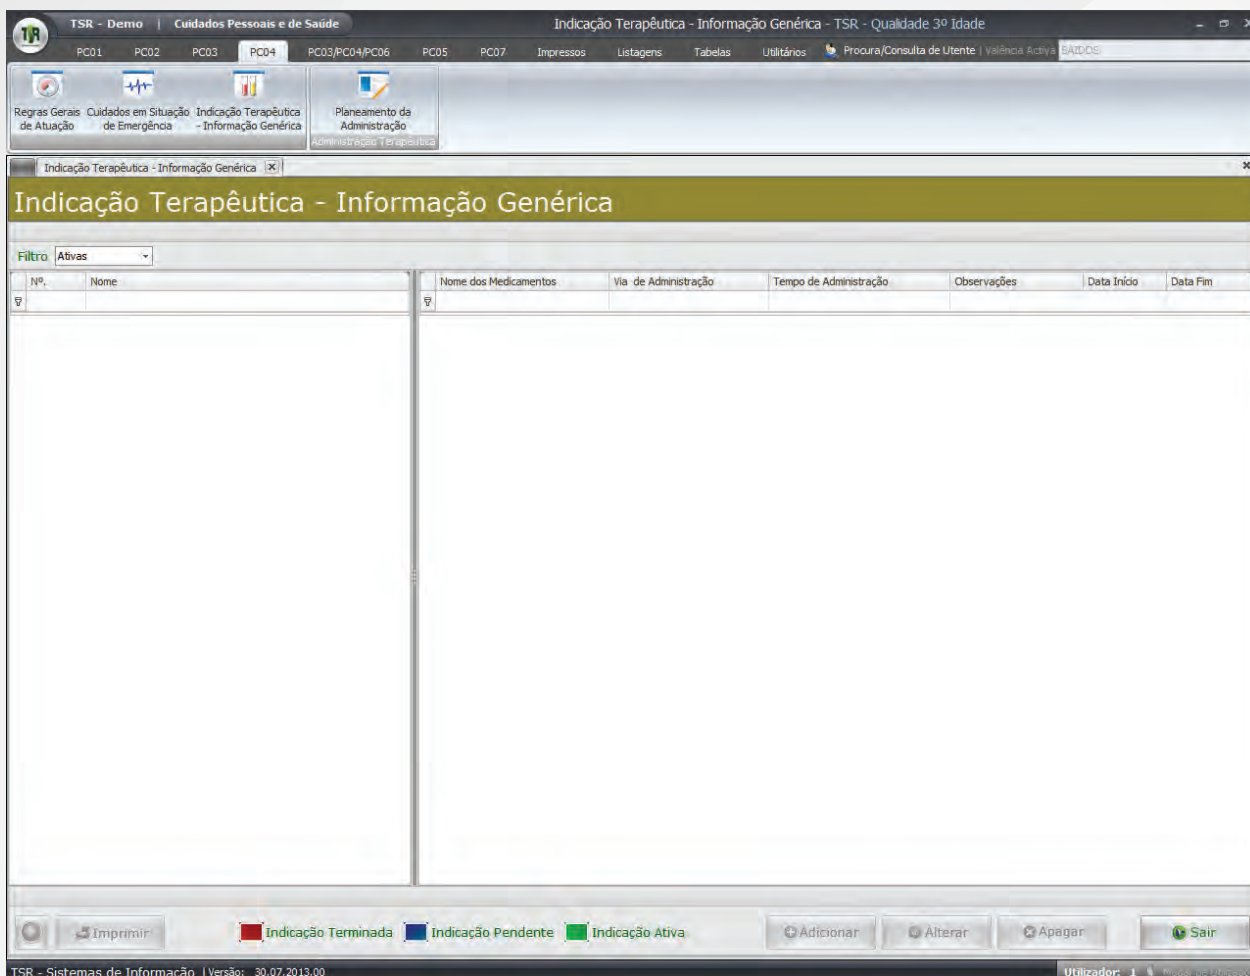 TSR
TSR - Demo | Cuidados Pessoais e de Saúde
Indicação Terapêutica - Informação Genérica - TSR - Qualidade 3º Idade
PC01 PC02 PC03 PC04 PC03/PC04/PC06 PC05 PC07 Impressos Listagens Tabelas Utilitários Procura/Consulta de Utente | Valência Activa
Regras Gerais de Atuação
Cuidados em Situação de Emergência
Indicação Terapêutica - Informação Genérica
Planeamento da Administração
Administração Terapêutica
Indicação Terapêutica - Informação Genérica
Indicação Terapêutica - Informação Genérica
Filtro Ativas
Nº. Nome
Nome dos Medicamentos Via de Administração Tempo de Administração Observações Data Início Data Fim
Imprimir Indicação Terminada Indicação Pendente Indicação Ativa Adicionar Alterar Apagar Sair
TSR - Sistemas de Informação | Versão: 30.07.2013.00 Utilizador: 1